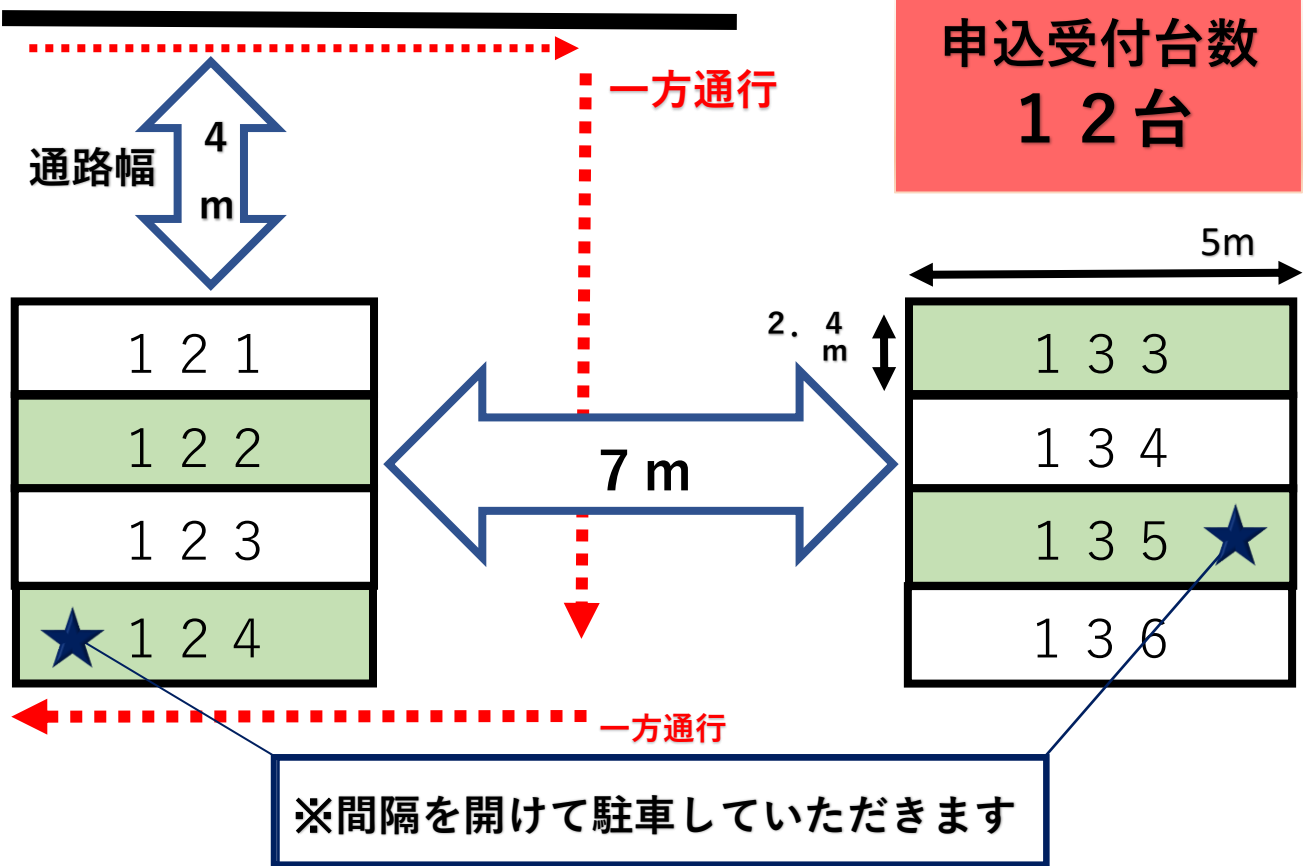 申込受付台数
１２台
一方通行
通路幅
４
ｍ
5m
２．４
ｍ
１２１
１２２
１２３
１２４
７ｍ
１３３
１３４
１３５
１３６
一方通行
※間隔を開けて駐車していただきます